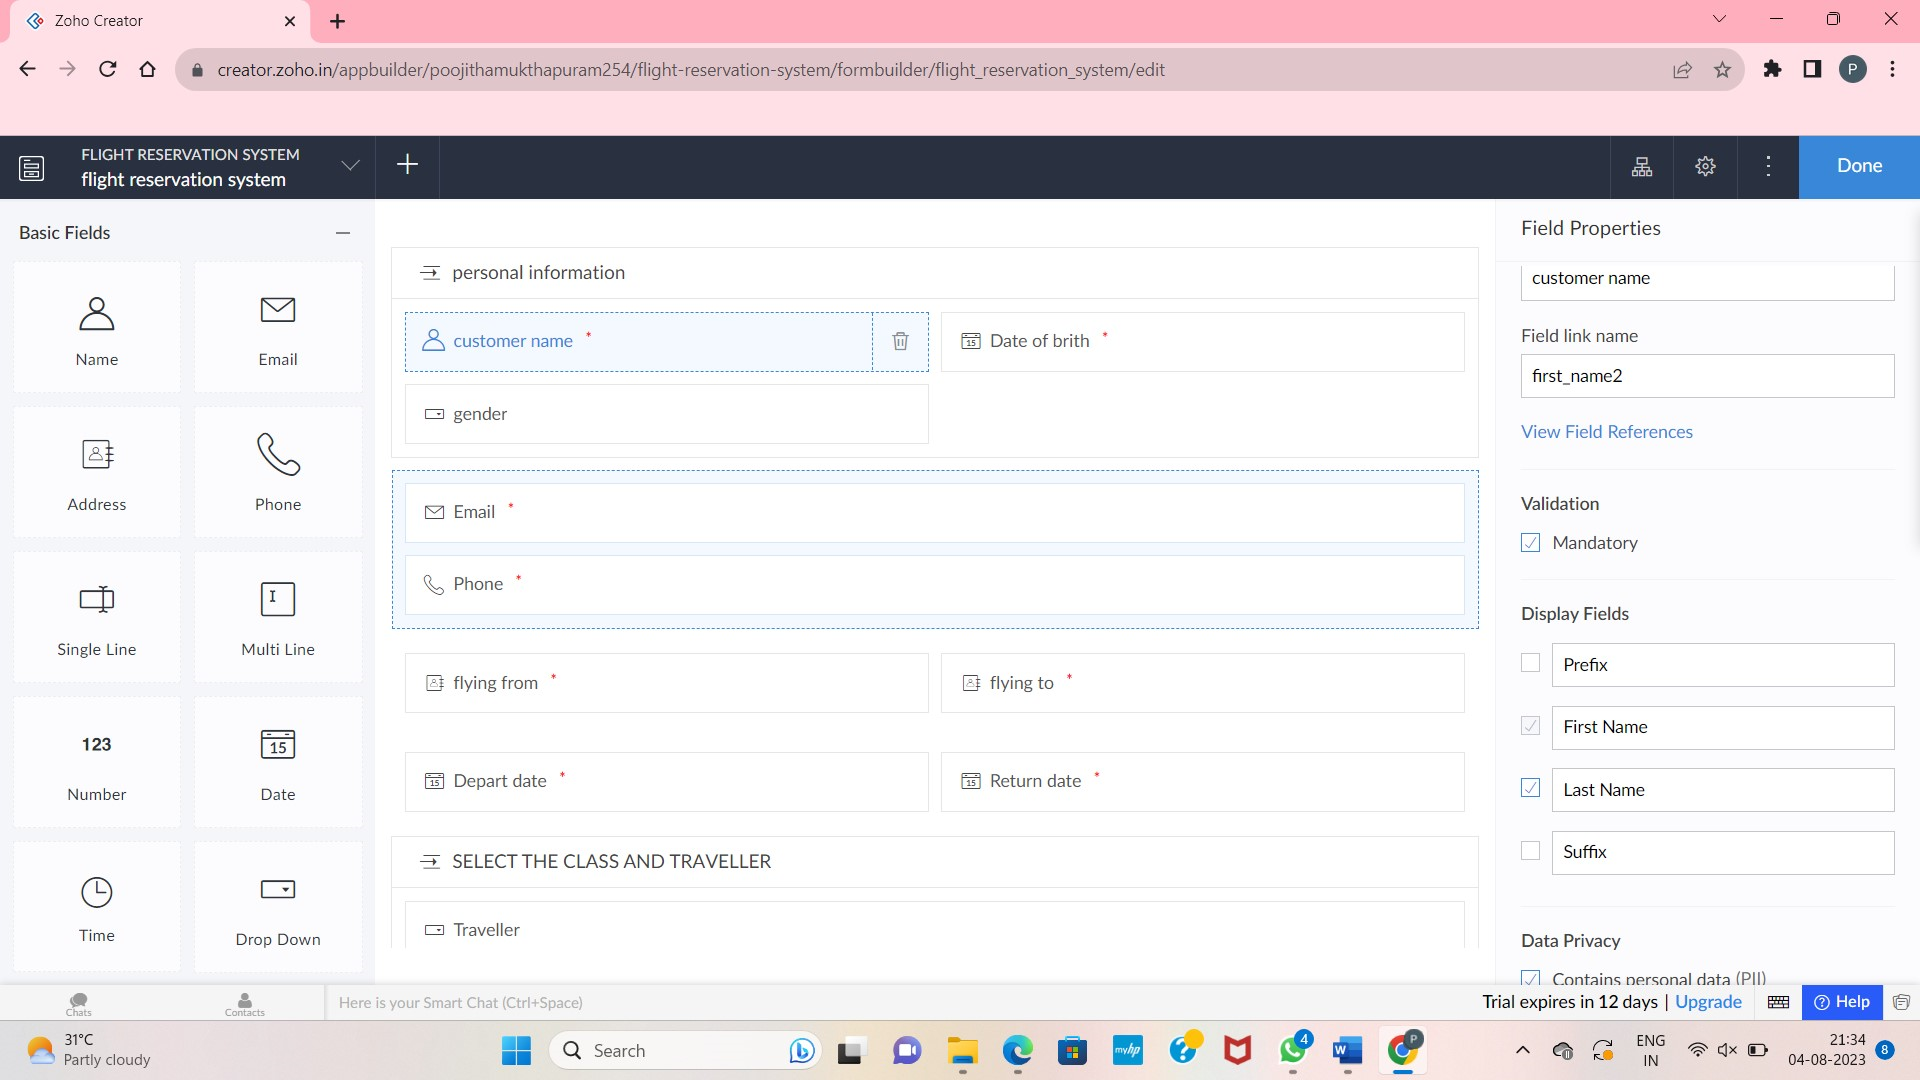 Zoho Creator
creator.zoho.in/appbuilder/poojithamukthapuram254/flight-reservation-system/formbuilder/flight_reservation_system/edit
P
FLIGHT RESERVATION SYSTEM
flight reservation system
Done
Basic Fields
Name
Email
Address
Phone
Single Line
Multi Line
123
Number
15
Date
Time
Drop Down
personal information
customer name *
15 Date of brith *
gender
Email *
Phone *
flying from *
flying to *
15 Depart date *
15 Return date *
SELECT THE CLASS AND TRAVELLER
Traveller
Field Properties
customer name
Field link name
first_name2
View Field References
Validation
Mandatory
Display Fields
Prefix
First Name
Last Name
Suffix
Data Privacy
Contains personal data (PII)
Chats
Contacts
Here is your Smart Chat (Ctrl+Space)
Trial expires in 12 days | Upgrade
Help
31°C
Partly cloudy
Search
myhp
4
W
P
ENG
IN
21:34
04-08-2023
8